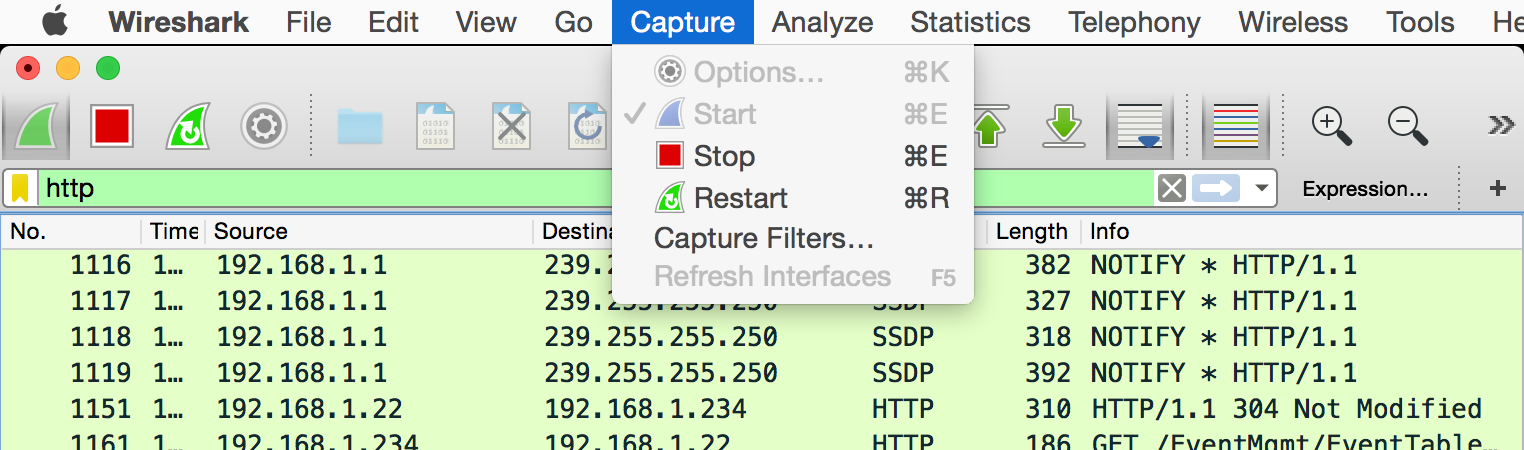 Wireshark File Edit View Go Capture Analyze Statistics Telephony Wireless Tools He
Options… ⌘K
Start ⌘E
Stop ⌘E
Restart ⌘R
Capture Filters…
Refresh Interfaces F5
http Expression… +
No. Time Source Destina Length Info
1116 1… 192.168.1.1 239.2 382 NOTIFY * HTTP/1.1
1117 1… 192.168.1.1 239.255.255.250 SSDP 327 NOTIFY * HTTP/1.1
1118 1… 192.168.1.1 239.255.255.250 SSDP 318 NOTIFY * HTTP/1.1
1119 1… 192.168.1.1 239.255.255.250 SSDP 392 NOTIFY * HTTP/1.1
1151 1… 192.168.1.22 192.168.1.234 HTTP 310 HTTP/1.1 304 Not Modified
1161 1… 192.168.1.234 192.168.1.22 HTTP 186 GET /EventMgmt/EventTable…